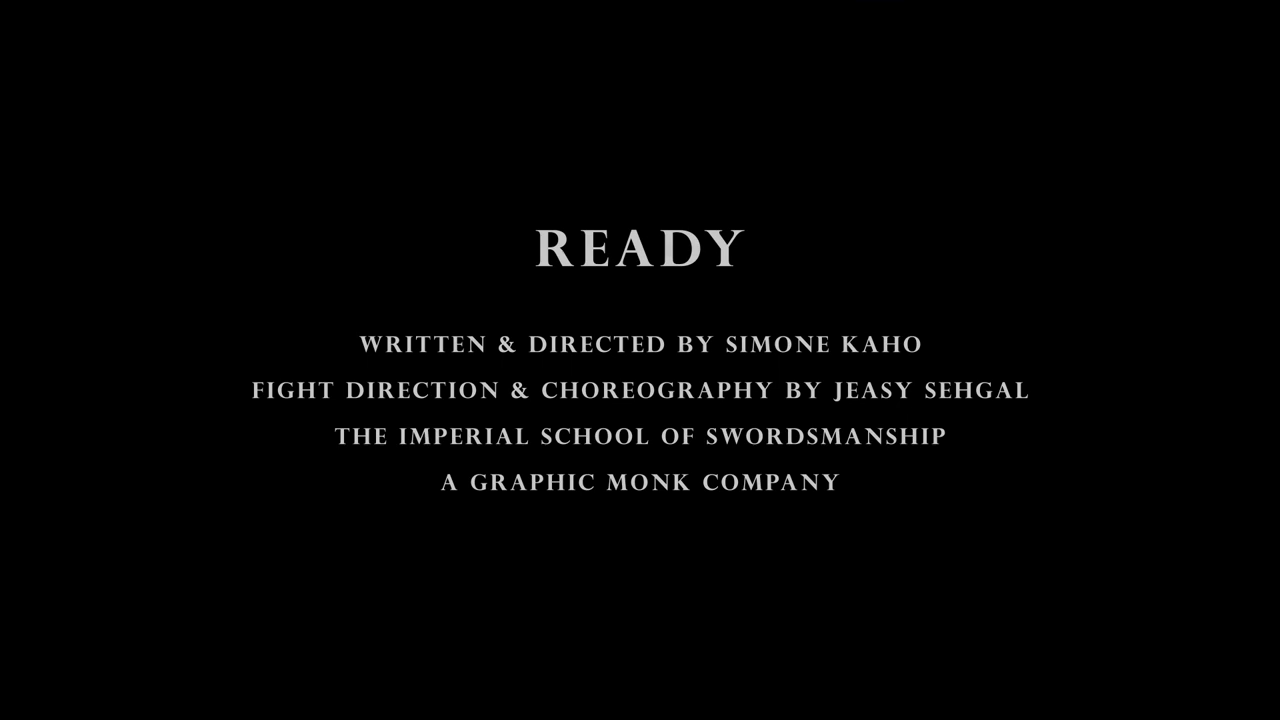 READY
WRITTEN & DIRECTED BY SIMONE KAHO
FIGHT DIRECTION & CHOREOGRAPHY BY JEASY SEHGAL
THE IMPERIAL SCHOOL OF SWORDSMANSHIP
A GRAPHIC MONK COMPANY